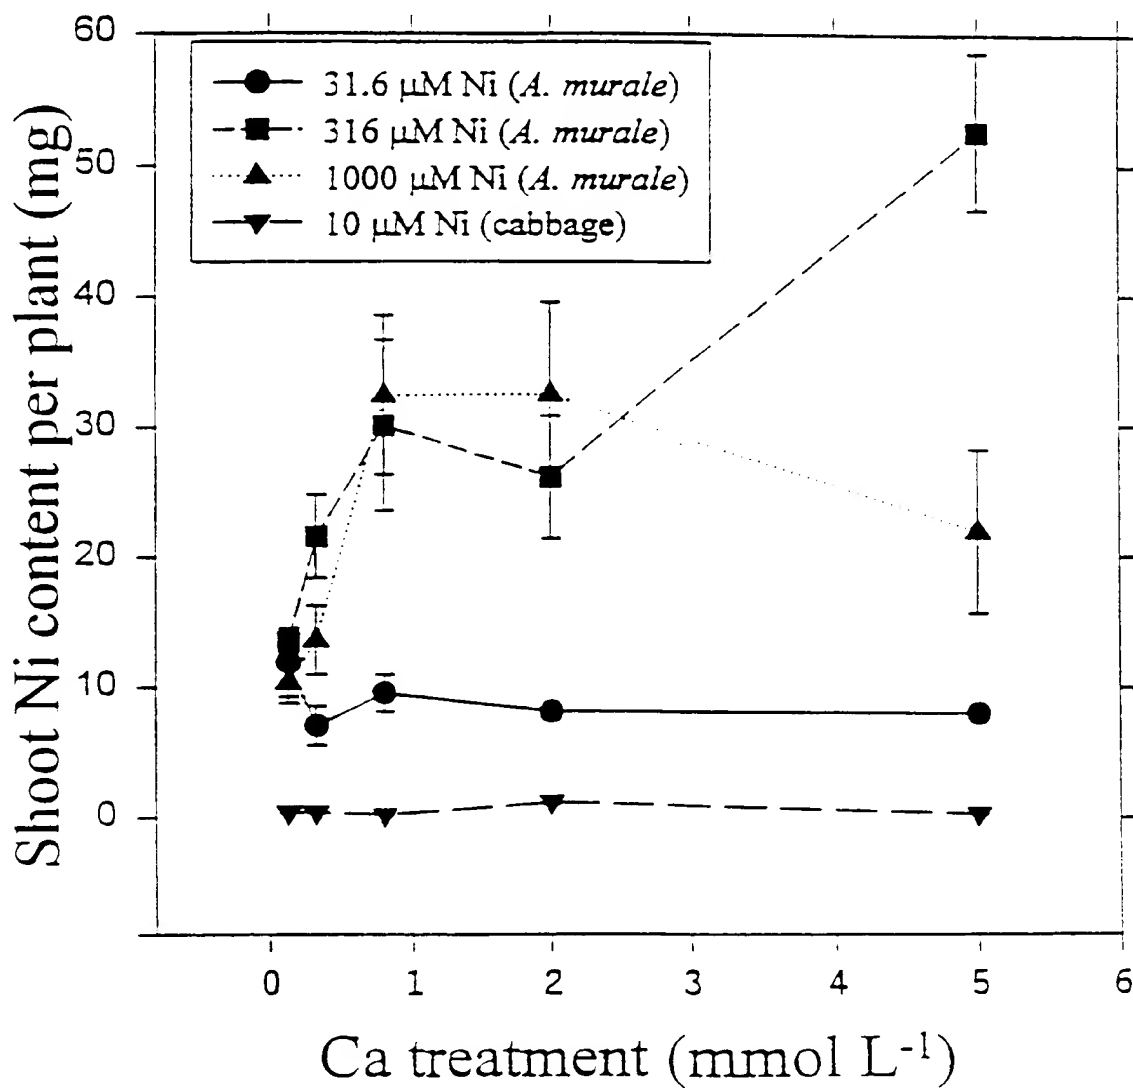 60
50
40
30
20
10
0
Shoot Ni content per plant (mg)
31.6 µM Ni (A. murale)
316 µM Ni (A. murale)
1000 µM Ni (A. murale)
10 µM Ni (cabbage)
0 1 2 3 4 5 6
Ca treatment (mmol L⁻¹)